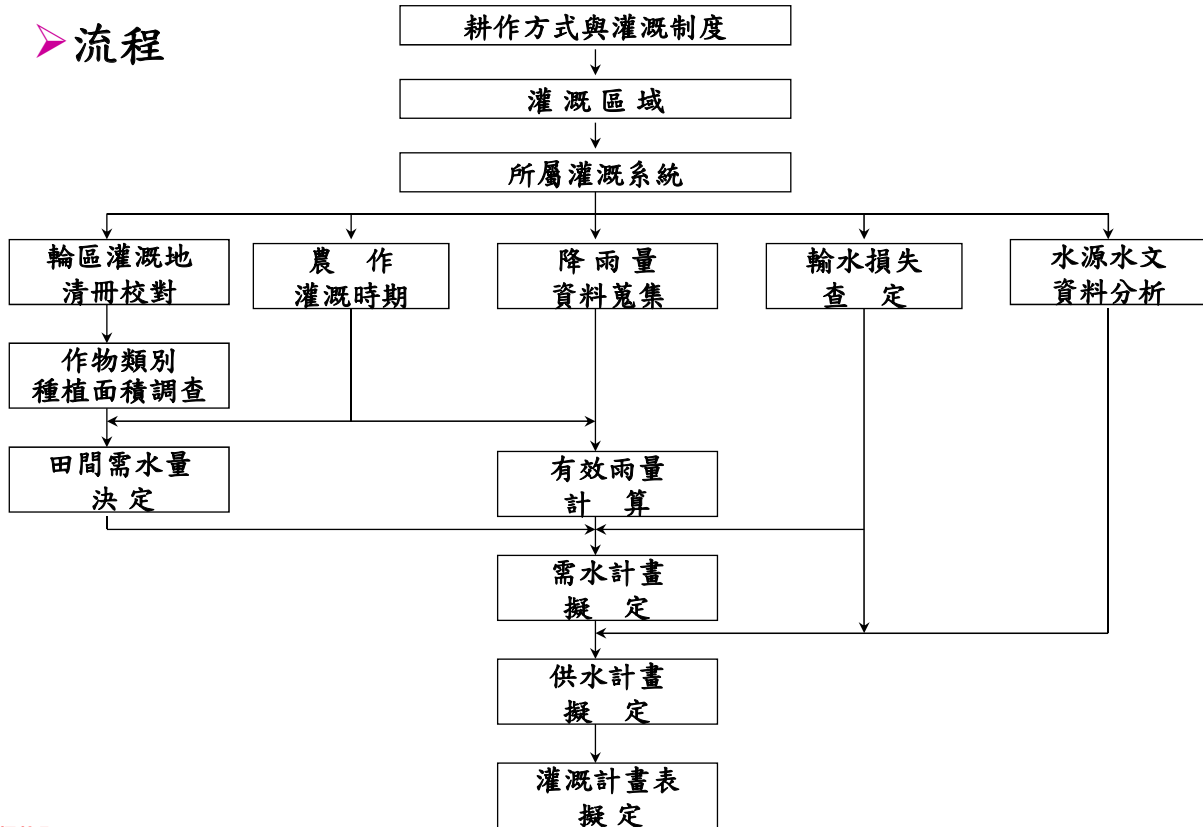 流程
耕作方式與灌溉制度
灌溉區域
所屬灌溉系統
輪區灌溉地
清冊校對
農 作
灌溉時期
降雨量
資料蒐集
輸水損失
查 定
水源水文
資料分析
作物類別
種植面積調查
田間需水量
決定
有效雨量
計 算
需水計畫
擬 定
供水計畫
擬 定
灌溉計畫表
擬定